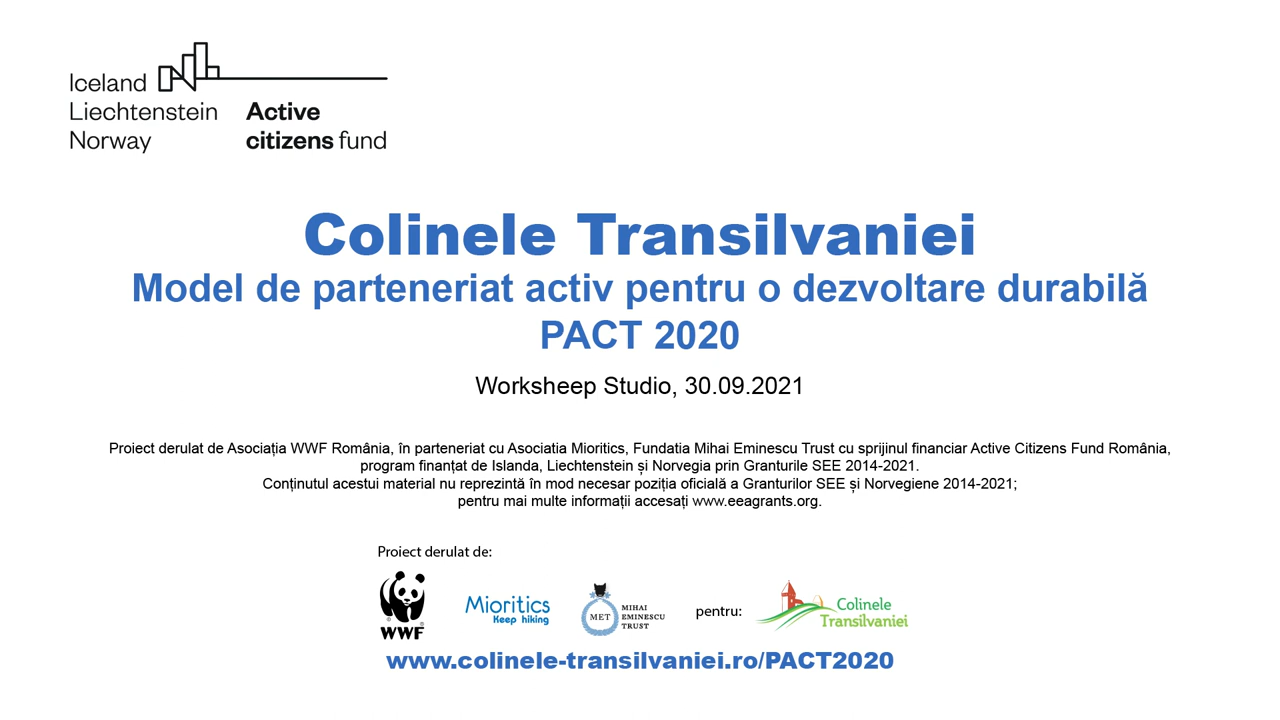 Iceland
Liechtenstein
Norway
Active
citizens fund
Colinele Transilvaniei
Model de parteneriat activ pentru o dezvoltare durabilă
PACT 2020
Worksheep Studio, 30.09.2021
Proiect derulat de Asociația WWF România, în parteneriat cu Asociatia Mioritics, Fundatia Mihai Eminescu Trust cu sprijinul financiar Active Citizens Fund România,
program finanțat de Islanda, Liechtenstein și Norvegia prin Granturile SEE 2014-2021.
Conținutul acestui material nu reprezintă în mod necesar poziția oficială a Granturilor SEE și Norvegiene 2014-2021;
pentru mai multe informații accesați www.eeagrants.org.
Proiect derulat de:
WWF
Mioritics
Keep hiking
MET
MIHAI
EMINESCU
TRUST
pentru:
Colinele
Transilvaniei
www.colinele-transilvaniei.ro/PACT2020